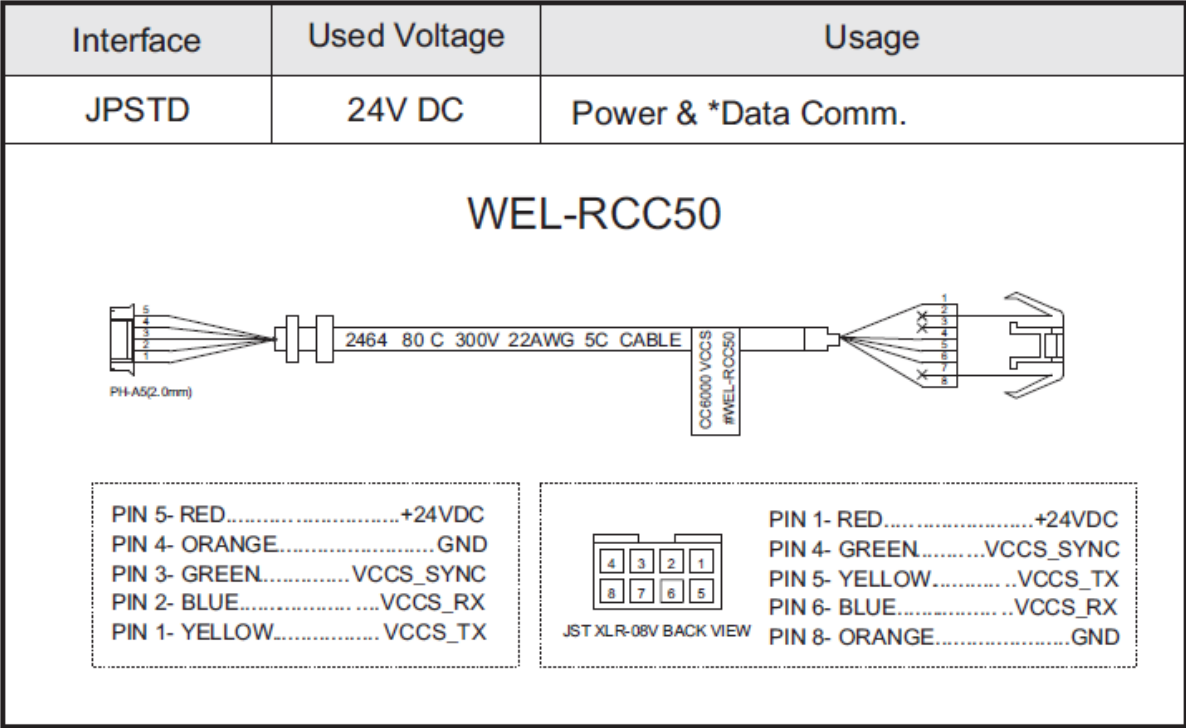 Interface Used Voltage Usage
JPSTD 24V DC Power & *Data Comm.
WEL-RCC50
5
4
3
2
1
PH-A5(2.0mm)
2464 80 C 300V 22AWG 5C CABLE
CC6000 VCCS
#WEL-RCC50
1
2
3
4
5
6
7
8
PIN 5- RED.............................+24VDC
PIN 4- ORANGE..........................GND
PIN 3- GREEN...............VCCS_SYNC
PIN 2- BLUE.......................VCCS_RX
PIN 1- YELLOW.................VCCS_TX
4 3 2 1
8 7 6 5
JST XLR-08V BACK VIEW
PIN 1- RED.........................+24VDC
PIN 4- GREEN...........VCCS_SYNC
PIN 5- YELLOW..............VCCS_TX
PIN 6- BLUE....................VCCS_RX
PIN 8- ORANGE.......................GND